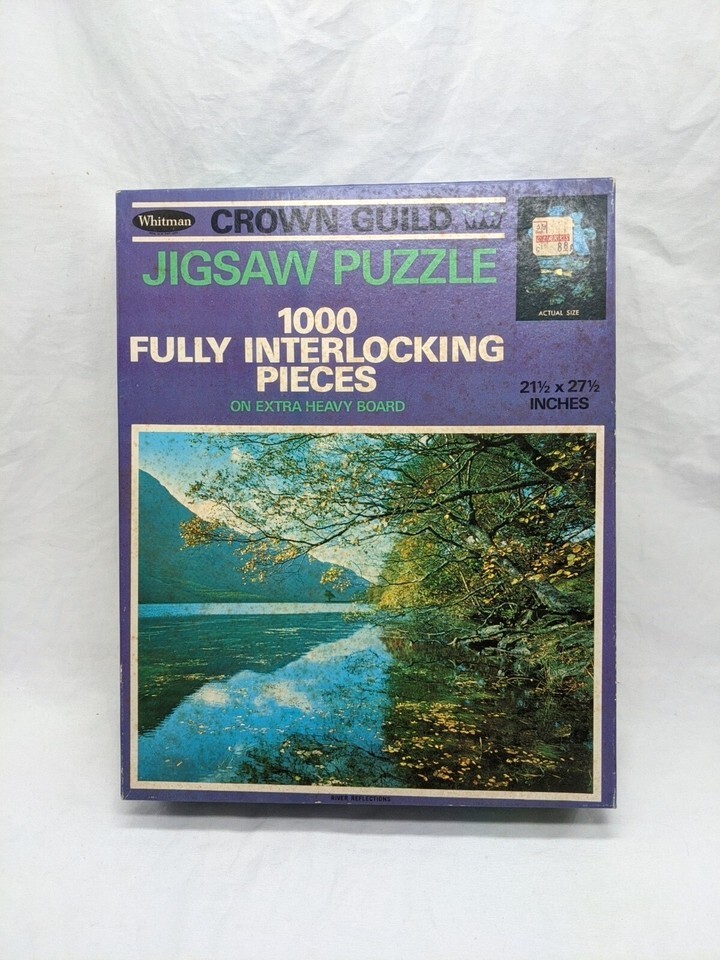 Whitman CROWN GUILD
JIGSAW PUZZLE
1000
FULLY INTERLOCKING
PIECES
ON EXTRA HEAVY BOARD
ACTUAL SIZE
21½ x 27½
INCHES
RIVER REFLECTIONS